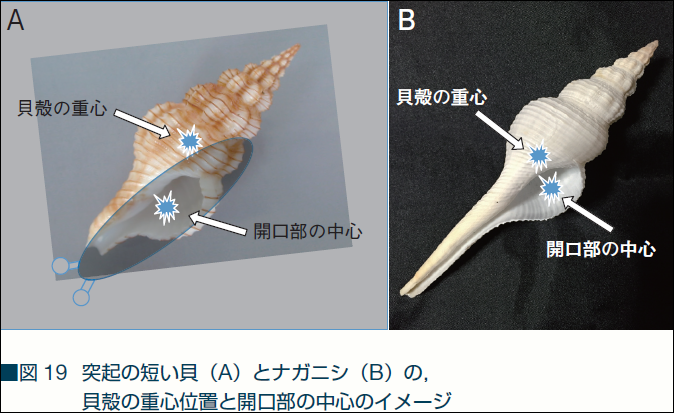 A
B
貝殻の重心
貝殻の重心
開口部の中心
開口部の中心
■図 19 突起の短い貝（A）とナガニシ（B）の，
貝殻の重心位置と開口部の中心のイメージ